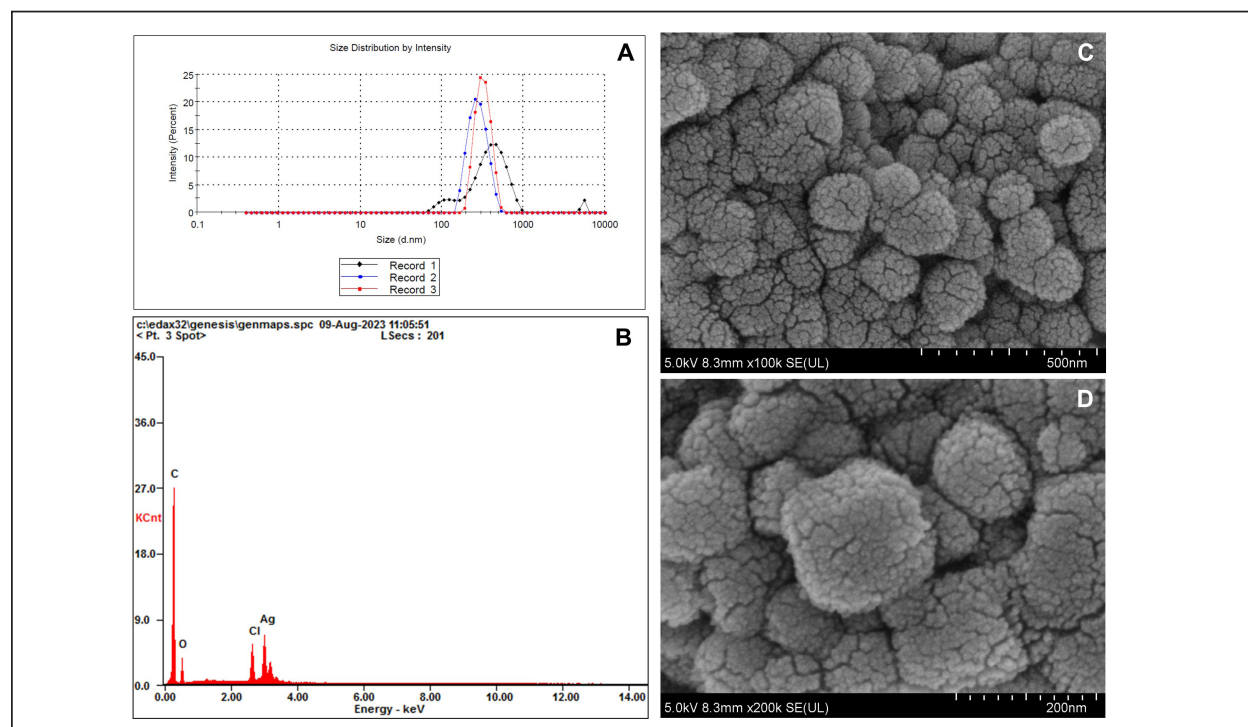 Size Distribution by Intensity
A
Intensity (Percent)
25
20
15
10
5
0
0.1 1 10 100 1000 10000
Size (d.nm)
Record 1
Record 2
Record 3
c:\edax32\genesis\genmaps.spc 09-Aug-2023 11:05:51
< Pt. 3 Spot> LSecs : 201
B
45.0
36.0
27.0
KCnt
18.0
9.0
0.0
C
O
Cl
Ag
0.00 2.00 4.00 6.00 8.00 10.00 12.00 14.00
Energy - keV
C
5.0kV 8.3mm x100k SE(UL) 500nm
D
5.0kV 8.3mm x200k SE(UL) 200nm